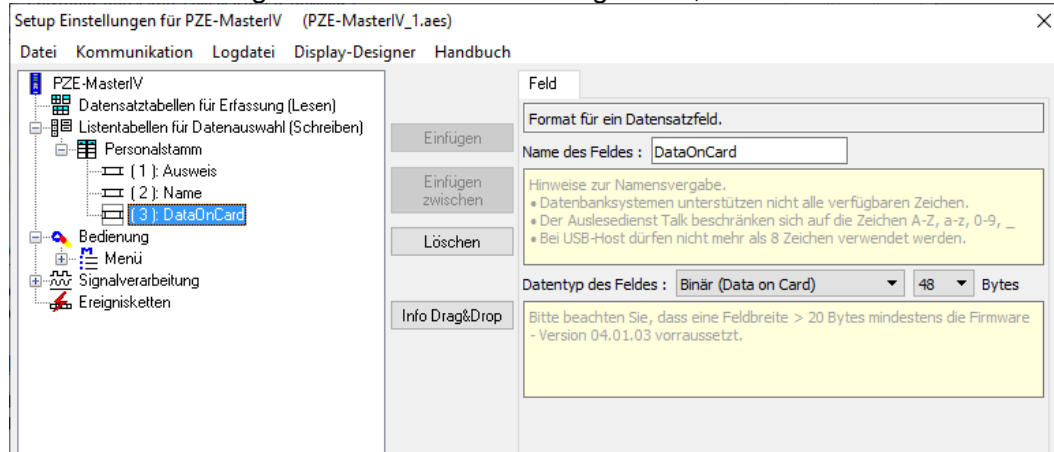 Setup Einstellungen für PZE-MasterIV (PZE-MasterIV_1.aes)
Datei Kommunikation Logdatei Display-Designer Handbuch
PZE-MasterIV
Datensatztabellen für Erfassung (Lesen)
Listentabellen für Datenauswahl (Schreiben)
Personalstamm
( 1 ): Ausweis
( 2 ): Name
( 3 ): DataOnCard
Bedienung
Menü
Signalverarbeitung
Ereignisketten
Einfügen
Einfügen
zwischen
Löschen
Info Drag&Drop
Feld
Format für ein Datensatzfeld.
Name des Feldes : DataOnCard
Hinweise zur Namensvergabe.
• Datenbanksystemen unterstützen nicht alle verfügbaren Zeichen.
• Der Auslesedienst Talk beschränken sich auf die Zeichen A-Z, a-z, 0-9, _
• Bei USB-Host dürfen nicht mehr als 8 Zeichen verwendet werden.
Datentyp des Feldes : Binär (Data on Card) 48 Bytes
Bitte beachten Sie, dass eine Feldbreite > 20 Bytes mindestens die Firmware
- Version 04.01.03 vorraussetzt.